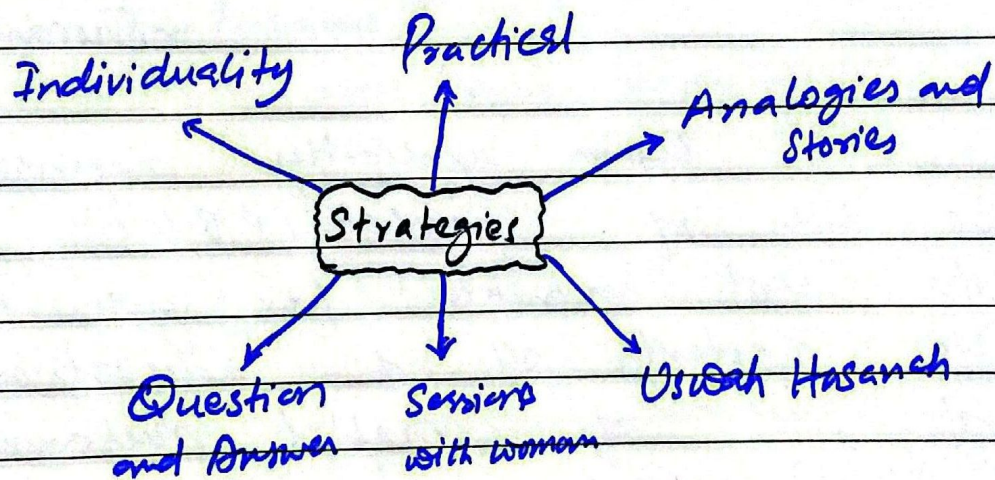 Individuality
Practical
Analogies and
Stories
Strategies
Question
and Answer
Sessions
with woman
Uswah Hasanah